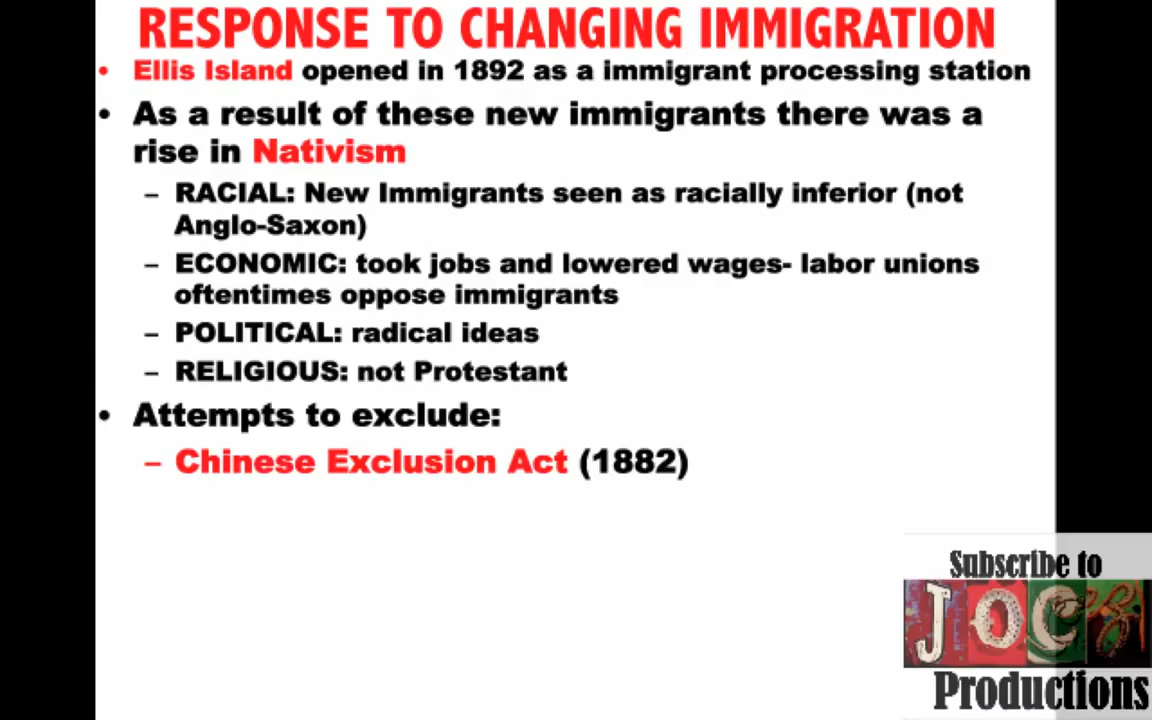 RESPONSE TO CHANGING IMMIGRATION
• Ellis Island opened in 1892 as a immigrant processing station
• As a result of these new immigrants there was a
rise in Nativism
– RACIAL: New Immigrants seen as racially inferior (not
Anglo-Saxon)
– ECONOMIC: took jobs and lowered wages- labor unions
oftentimes oppose immigrants
– POLITICAL: radical ideas
– RELIGIOUS: not Protestant
• Attempts to exclude:
– Chinese Exclusion Act (1882)
Subscribe to
JOCZ
Productions